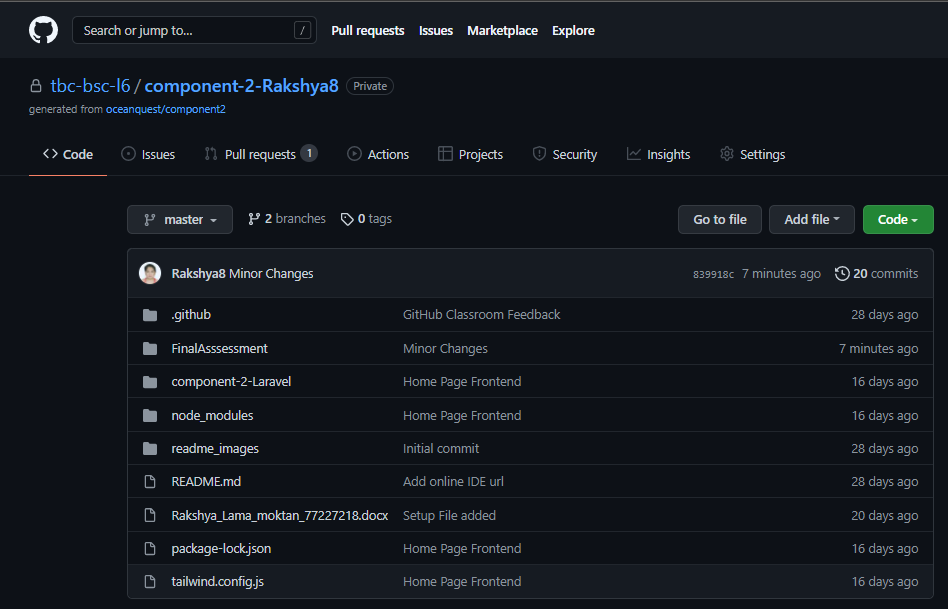 Search or jump to... /
Pull requests Issues Marketplace Explore
tbc-bsc-l6 / component-2-Rakshya8 Private
generated from oceanquest/component2
Code Issues Pull requests 1 Actions Projects Security Insights Settings
master 2 branches 0 tags Go to file Add file Code
Rakshya8 Minor Changes 839918c 7 minutes ago 20 commits
.github GitHub Classroom Feedback 28 days ago
FinalAsssessment Minor Changes 7 minutes ago
component-2-Laravel Home Page Frontend 16 days ago
node_modules Home Page Frontend 16 days ago
readme_images Initial commit 28 days ago
README.md Add online IDE url 28 days ago
Rakshya_Lama_moktan_77227218.docx Setup File added 20 days ago
package-lock.json Home Page Frontend 16 days ago
tailwind.config.js Home Page Frontend 16 days ago